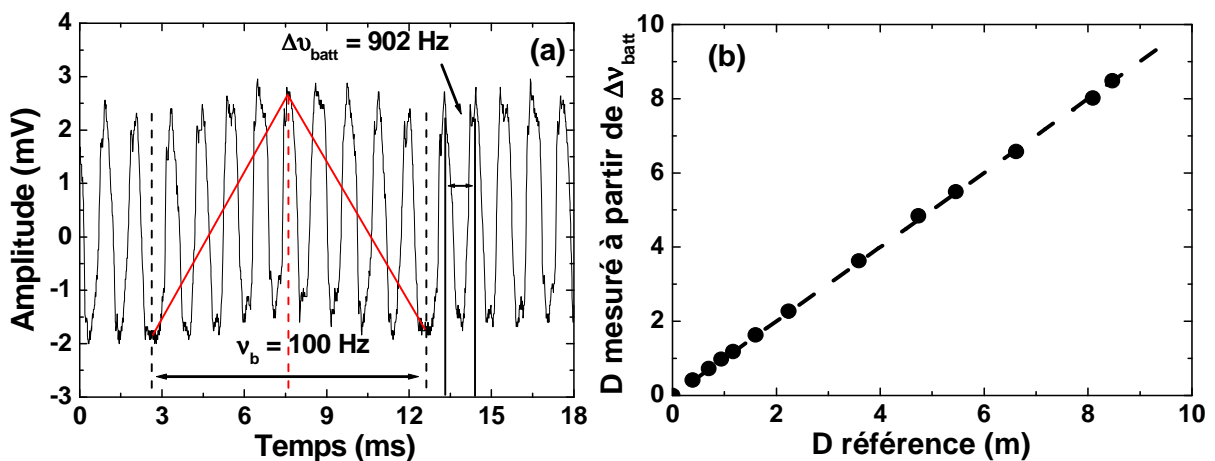 (a)
Δυbatt = 902 Hz
νb = 100 Hz
Amplitude (mV)
4
3
2
1
0
-1
-2
-3
0 3 6 9 12 15 18
Temps (ms)
(b)
D mesuré à partir de Δνbatt
10
8
6
4
2
0
0 2 4 6 8 10
D référence (m)